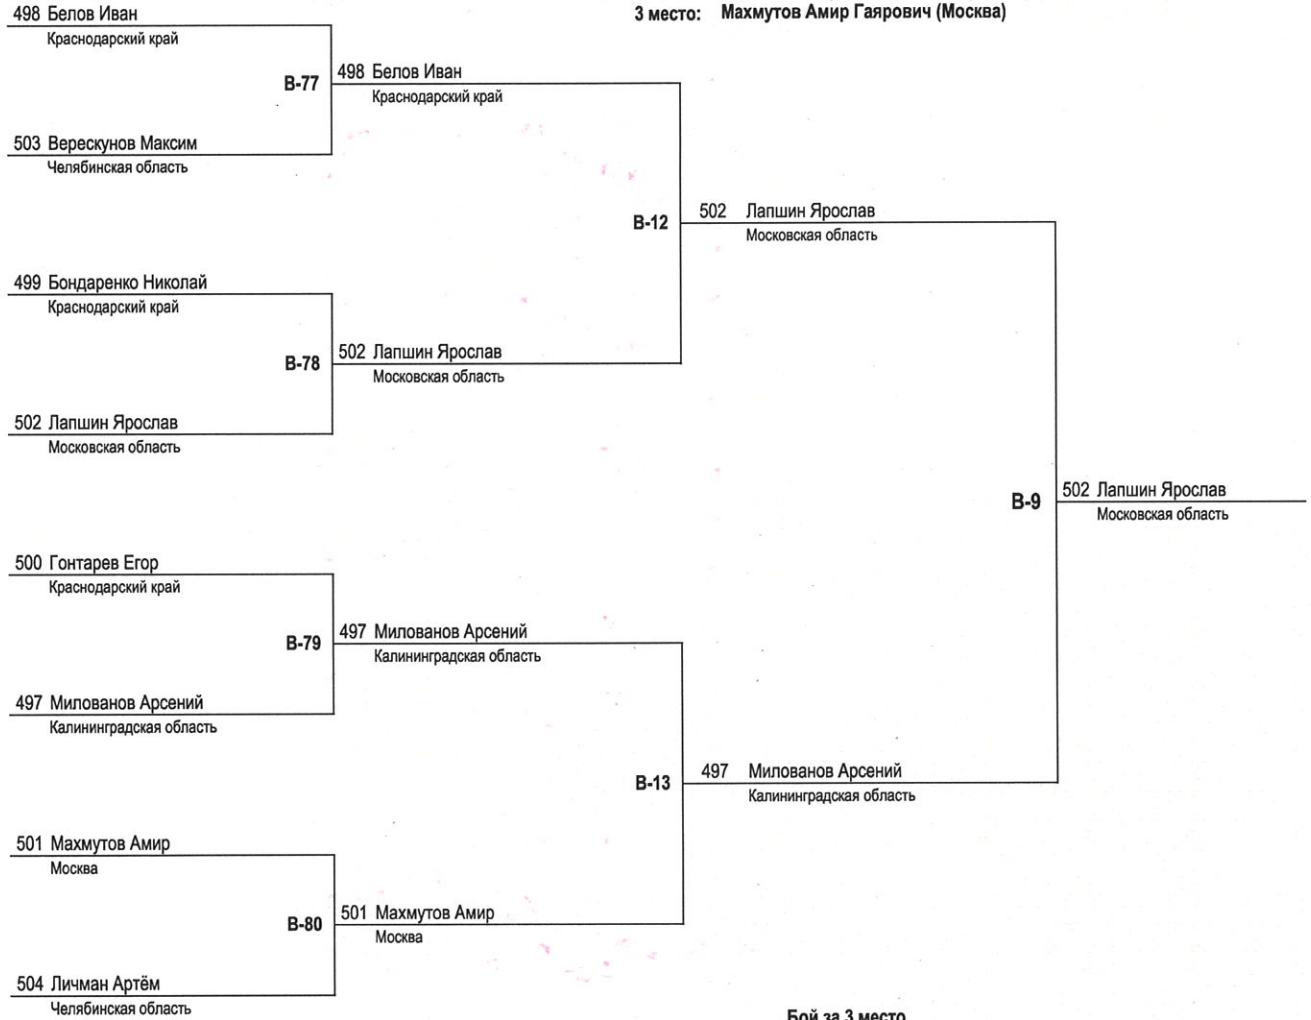 498 Белов Иван
3 место: Махмутов Амир Гаярович (Москва)
Краснодарский край
B-77
498 Белов Иван
Краснодарский край
503 Верескунов Максим
Челябинская область
B-12
502 Лапшин Ярослав
Московская область
499 Бондаренко Николай
Краснодарский край
B-78
502 Лапшин Ярослав
Московская область
502 Лапшин Ярослав
Московская область
B-9
502 Лапшин Ярослав
Московская область
500 Гонтарев Егор
Краснодарский край
B-79
497 Милованов Арсений
Калининградская область
497 Милованов Арсений
Калининградская область
B-13
497 Милованов Арсений
Калининградская область
501 Махмутов Амир
Москва
B-80
501 Махмутов Амир
Москва
504 Личман Артём
Челябинская область
Бой за 3 место